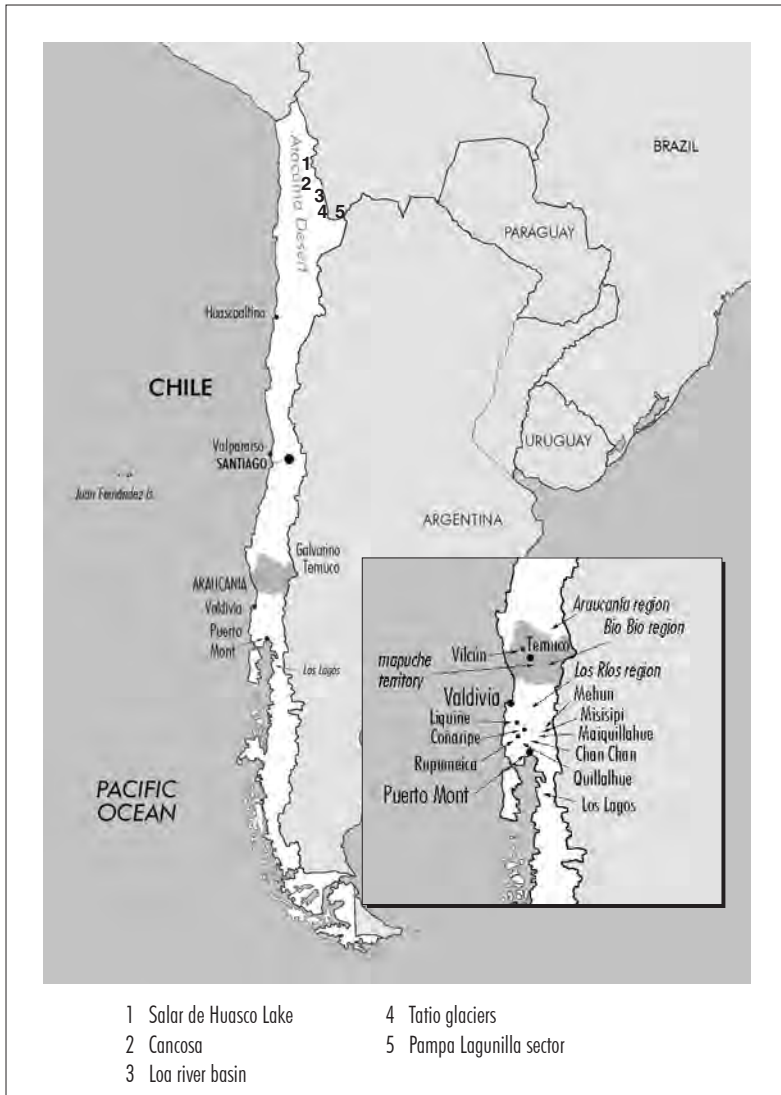 Atacama Desert
1
2
3
4 5
BRAZIL
PARAGUAY
Huascoaltina
CHILE
Valparaiso
SANTIAGO
URUGUAY
Juan Fernández is.
ARGENTINA
Galvarino
Temuco
ARAUCANIA
Valdivia
Puerto
Mont
Los Lagos
PACIFIC
OCEAN
Araucanía region
Bio Bio region
Temuco
Vilcún
mapuche
territory
Los Ríos region
Valdivia
Mehun
Misisipi
Liquine
Maiquillahue
Coñaripe
Chan Chan
Rupumeica
Quillalhue
Puerto Mont
Los Lagos
1 Salar de Huasco Lake
2 Cancosa
3 Loa river basin
4 Tatio glaciers
5 Pampa Lagunilla sector